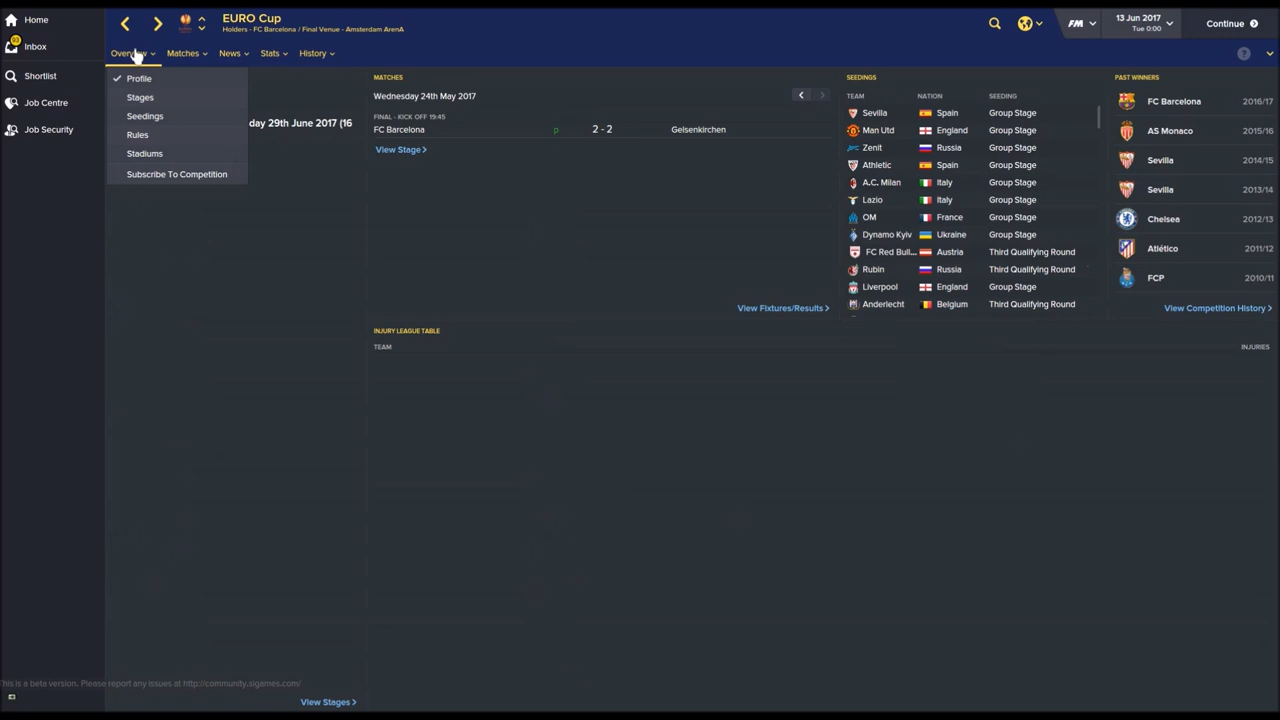 Home
EURO Cup
Holders - FC Barcelona / Final Venue - Amsterdam ArenA
FM
13 Jun 2017
Tue 0:00
Continue
Inbox
Overview
Matches
News
Stats
History
Shortlist
Job Centre
Job Security
Profile
Stages
Seedings
Rules
Stadiums
Subscribe To Competition
day 29th June 2017 (16
MATCHES
Wednesday 24th May 2017
FINAL - KICK OFF 19:45
FC Barcelona p 2 - 2 Gelsenkirchen
View Stage >
View Fixtures/Results >
SEEDINGS
TEAM NATION SEEDING
Sevilla Spain Group Stage
Man Utd England Group Stage
Zenit Russia Group Stage
Athletic Spain Group Stage
A.C. Milan Italy Group Stage
Lazio Italy Group Stage
OM France Group Stage
Dynamo Kyiv Ukraine Group Stage
FC Red Bull... Austria Third Qualifying Round
Rubin Russia Third Qualifying Round
Liverpool England Group Stage
Anderlecht Belgium Third Qualifying Round
PAST WINNERS
FC Barcelona 2016/17
AS Monaco 2015/16
Sevilla 2014/15
Sevilla 2013/14
Chelsea 2012/13
Atlético 2011/12
FCP 2010/11
View Competition History >
INJURY LEAGUE TABLE
TEAM INJURIES
This is a beta version. Please report any issues at http://community.sigames.com/
View Stages >